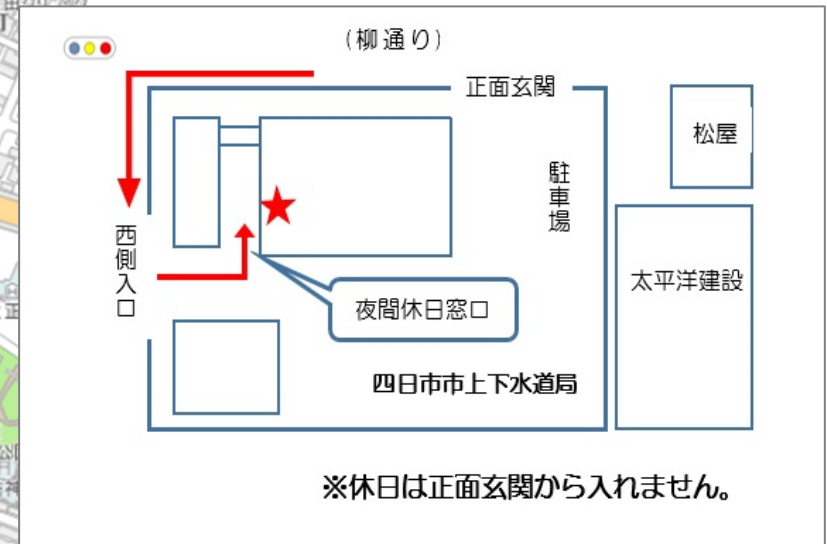 (柳通り)
正面玄関
松屋
駐車場
西側入口
太平洋建設
夜間休日窓口
四日市市上下水道局
※休日は正面玄関から入れません。